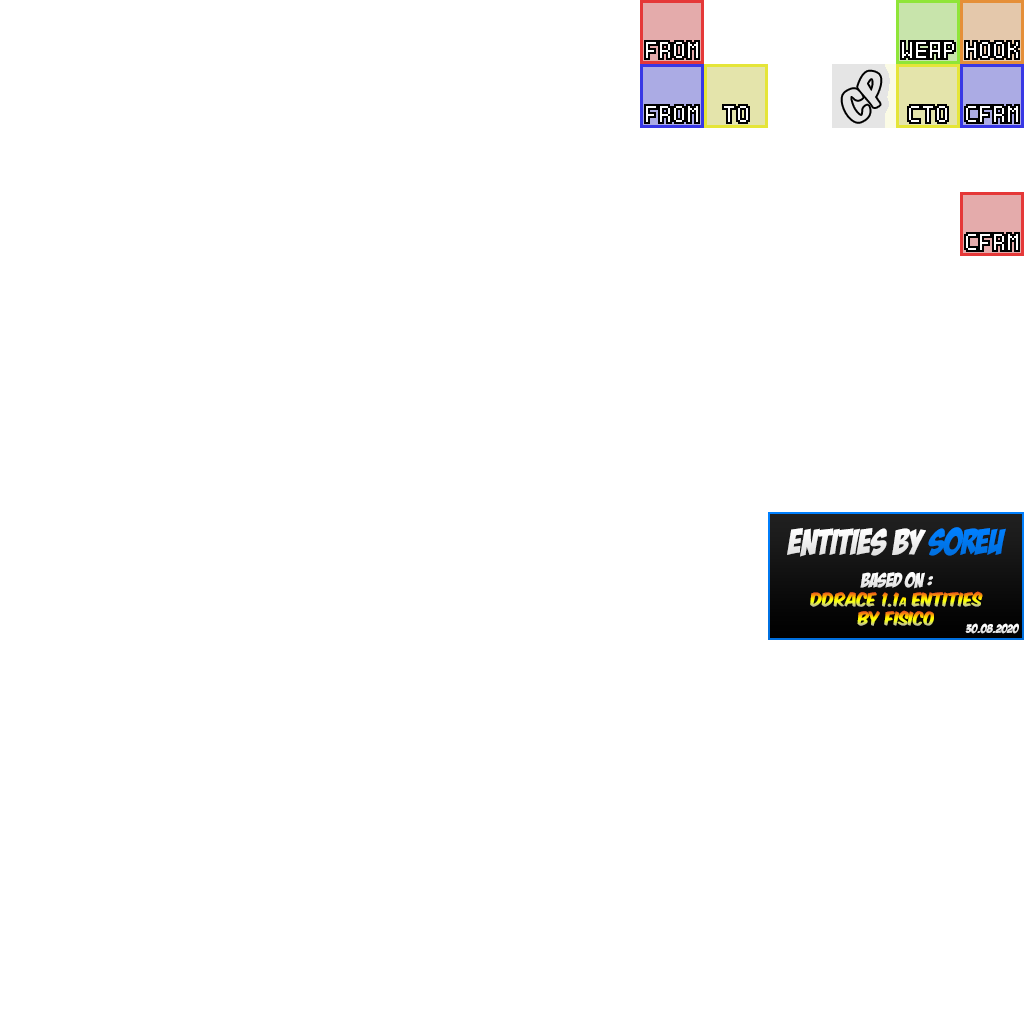 FROM WEAP HOOK
FROM TO CP CTO CFRM
CFRM
ENTITIES BY SOREU
BASED ON :
DDRACE 1.1A ENTITIES
BY FISICO
30.08.2020